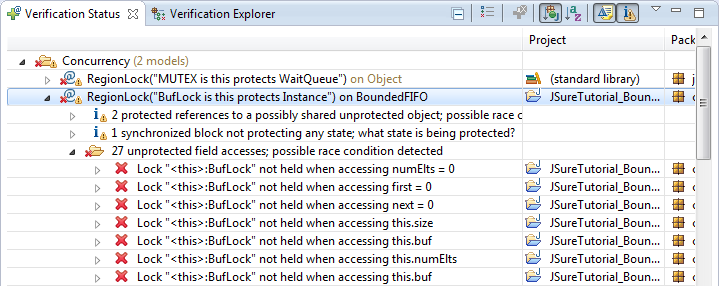 Verification Status Verification Explorer
Project Pack
Concurrency (2 models)
RegionLock("MUTEX is this protects WaitQueue") on Object (standard library) j
RegionLock("BufLock is this protects Instance") on BoundedFIFO JSureTutorial_Boun... c
2 protected references to a possibly shared unprotected object; possible race c
1 synchronized block not protecting any state; what state is being protected?
27 unprotected field accesses; possible race condition detected
Lock "<this>:BufLock" not held when accessing numElts = 0 JSureTutorial_Boun... c
Lock "<this>:BufLock" not held when accessing first = 0 JSureTutorial_Boun... c
Lock "<this>:BufLock" not held when accessing next = 0 JSureTutorial_Boun... c
Lock "<this>:BufLock" not held when accessing this.size JSureTutorial_Boun... c
Lock "<this>:BufLock" not held when accessing this.buf JSureTutorial_Boun... c
Lock "<this>:BufLock" not held when accessing this.numElts JSureTutorial_Boun... c
Lock "<this>:BufLock" not held when accessing this.buf JSureTutorial_Boun... c